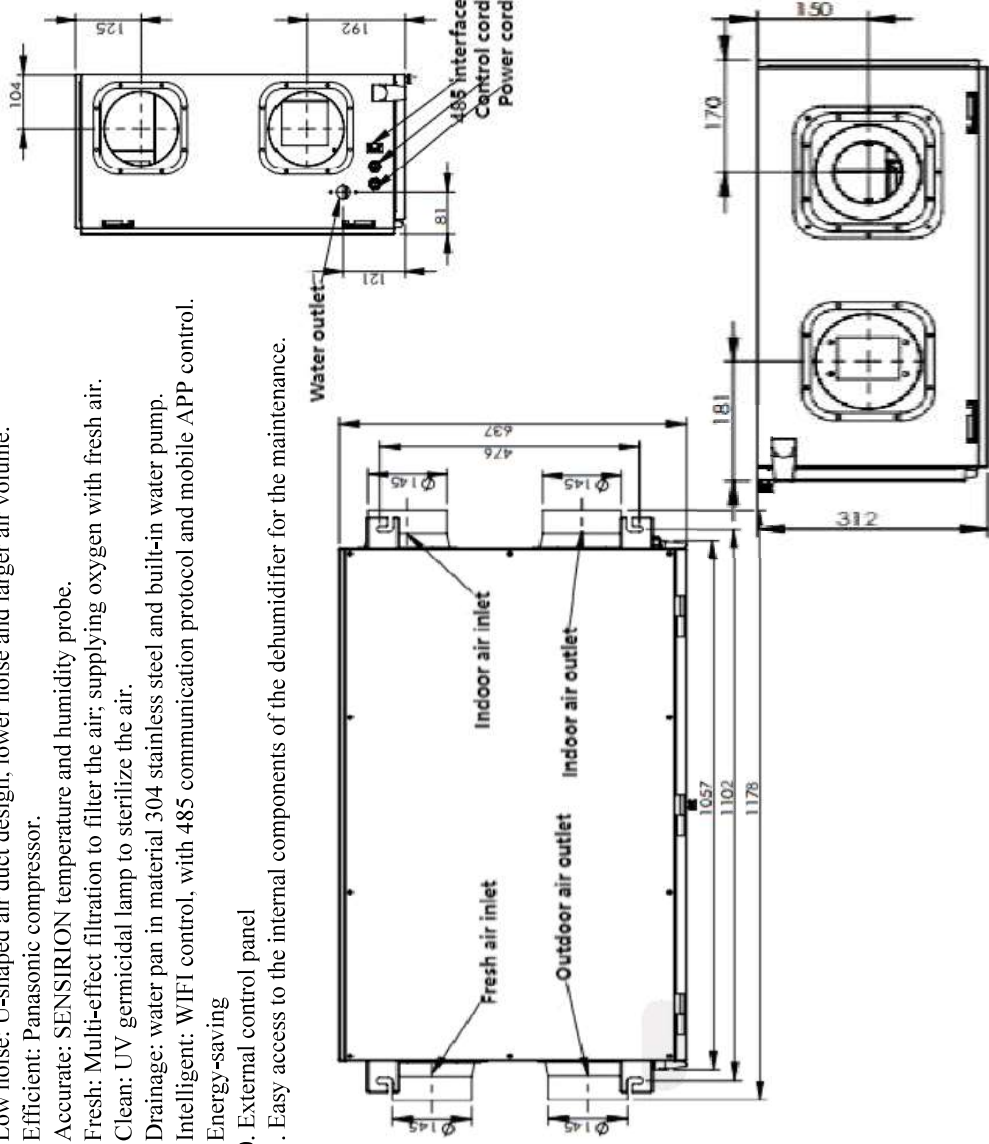 Low noise: U-shaped air duct design, lower noise and larger air volume.
Efficient: Panasonic compressor.
Accurate: SENSIRION temperature and humidity probe.
Fresh: Multi-effect filtration to filter the air; supplying oxygen with fresh air.
Clean: UV germicidal lamp to sterilize the air.
Drainage: water pan in material 304 stainless steel and built-in water pump.
Intelligent: WIFI control, with 485 communication protocol and mobile APP control.
Energy-saving
. External control panel
. Easy access to the internal components of the dehumidifier for the maintenance.
Fresh air inlet
Outdoor air outlet
Indoor air inlet
Indoor air outlet
Ø145
Ø145
Ø145
Ø145
476
637
1057
1102
1178
Water outlet
485 interface
Control cord
Power cord
104
125
192
81
121
181
170
150
312